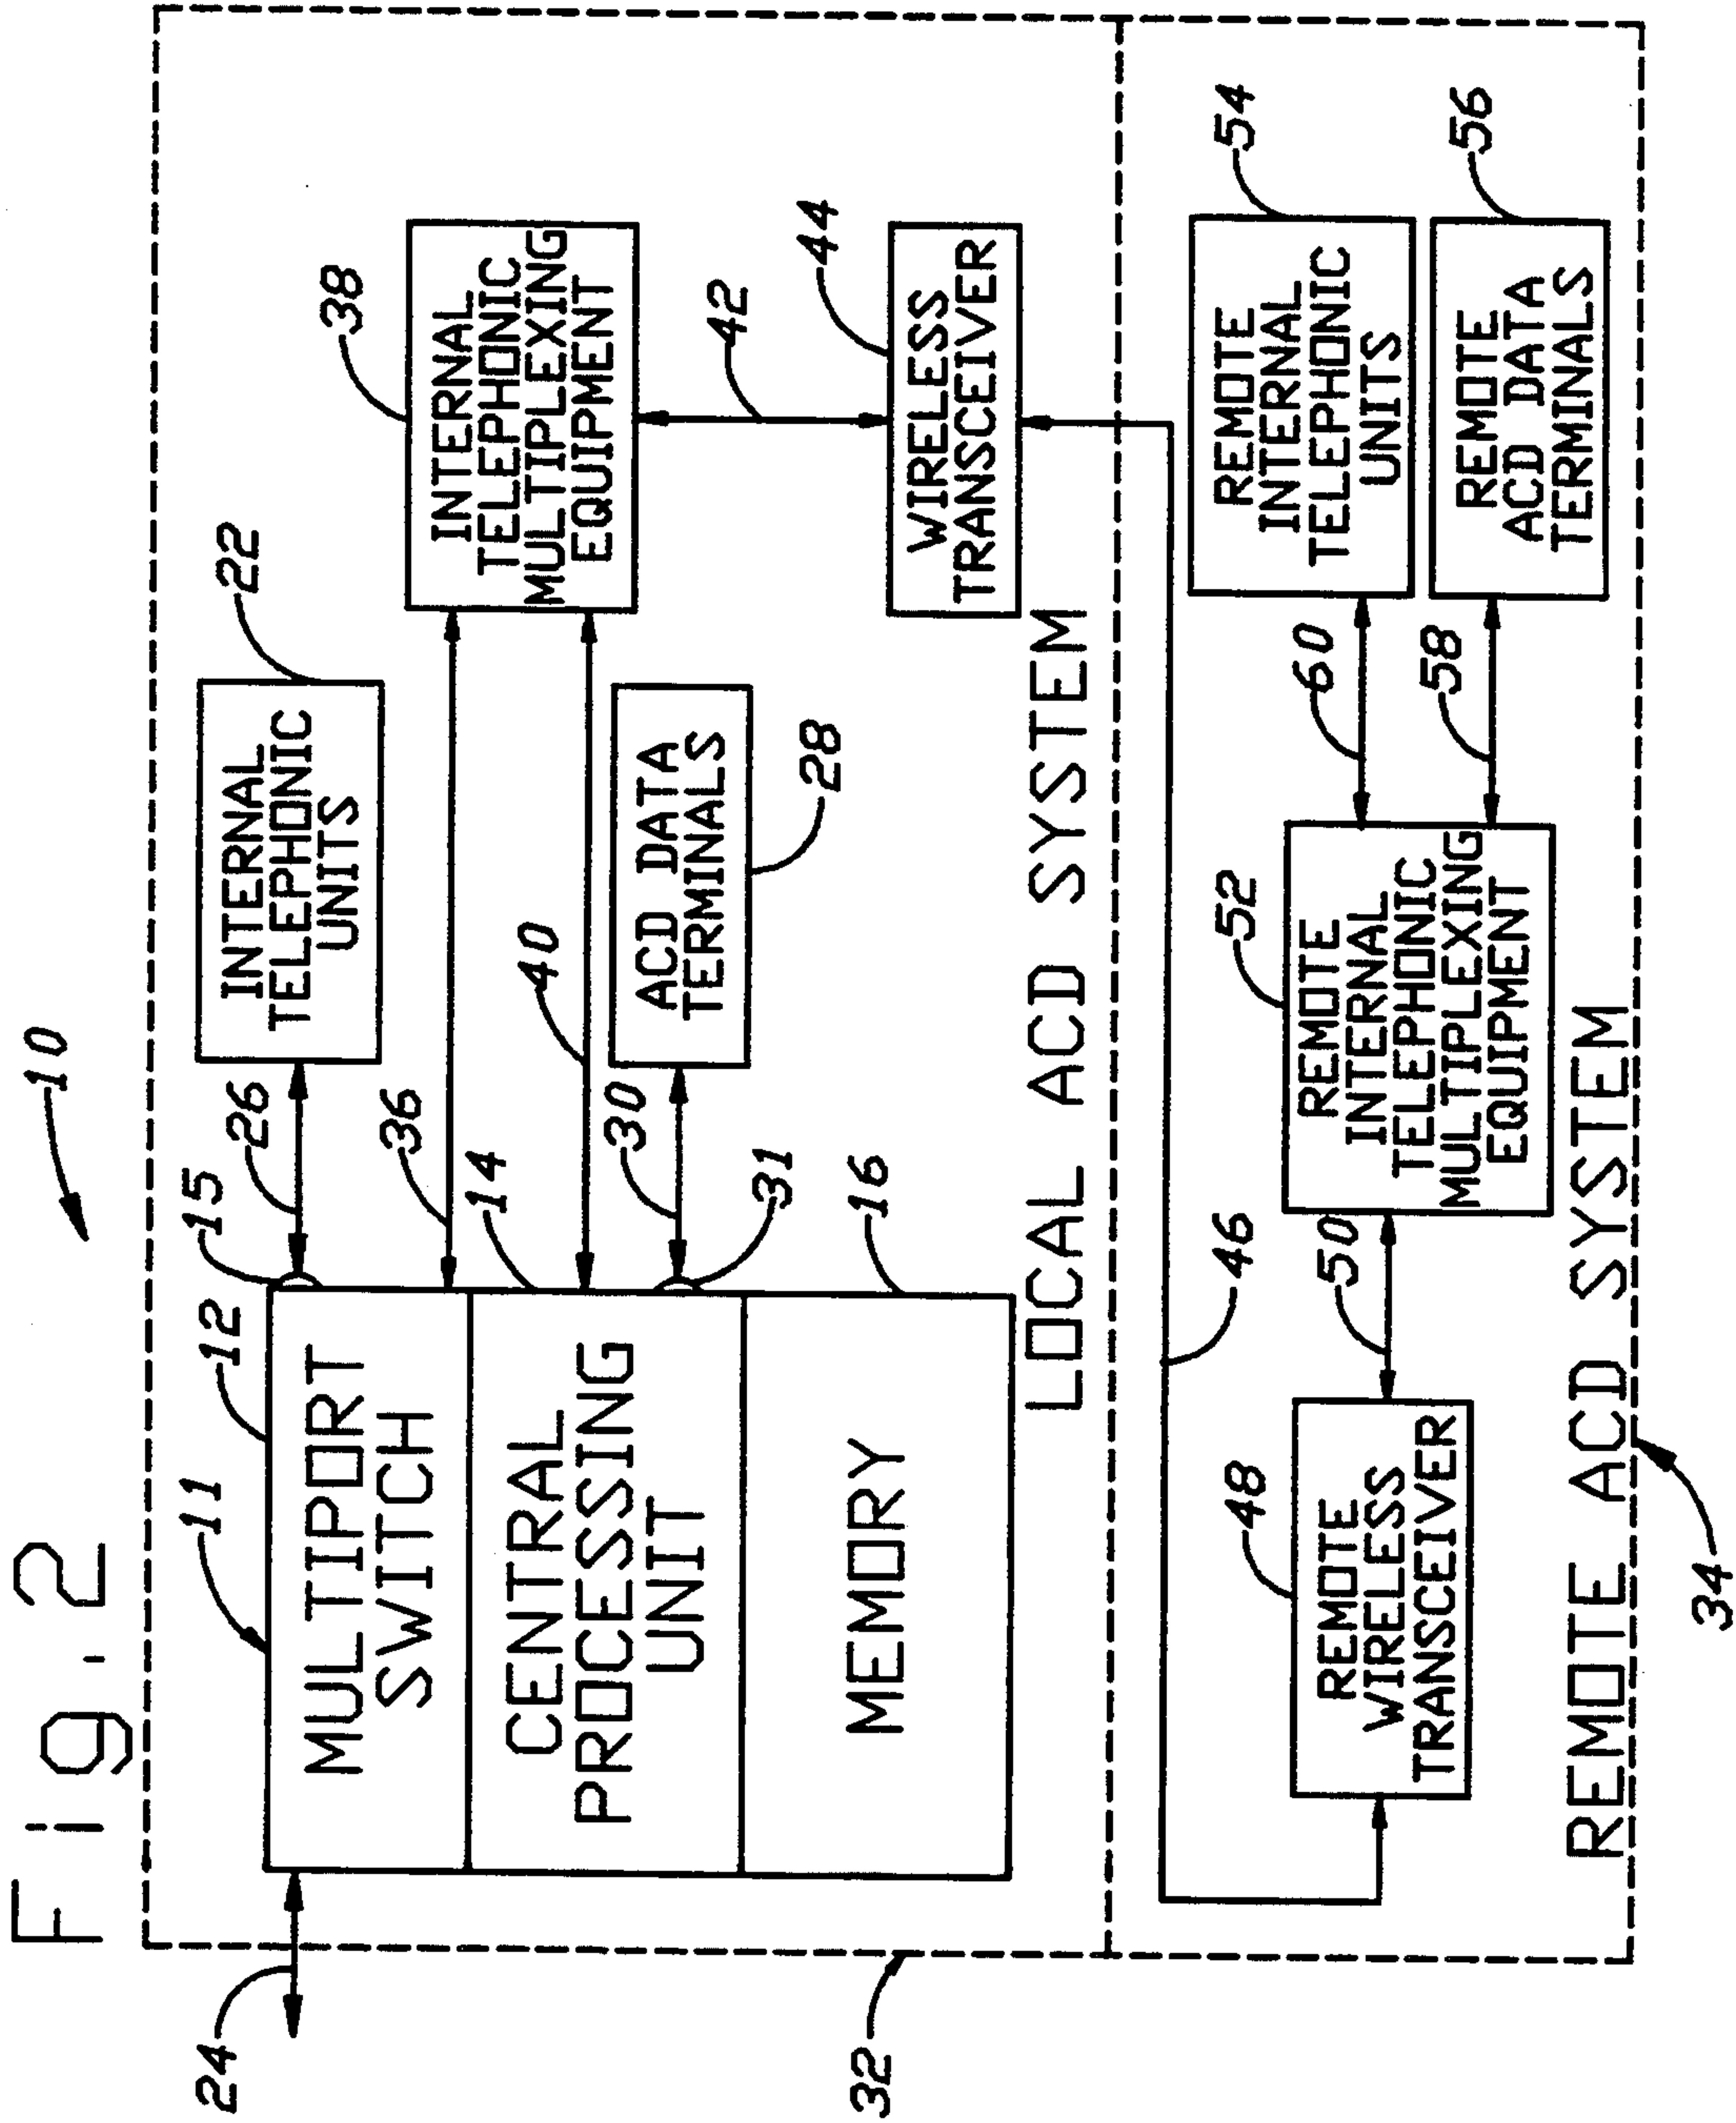 Fig. 2
10
24
11
12
15
26
22
MULTIPORT
SWITCH
INTERNAL
TELEPHONIC
UNITS
36
38
INTERNAL
TELEPHONIC
MULTIPLEXING
EQUIPMENT
14
40
CENTRAL
PROCESSING
UNIT
30
31
ACD DATA
TERMINALS
28
42
44
16
MEMORY
WIRELESS
TRANSCEIVER
32
LOCAL ACD SYSTEM
46
48
REMOTE
WIRELESS
TRANSCEIVER
50
52
REMOTE
INTERNAL
TELEPHONIC
MULTIPLEXING
EQUIPMENT
60
58
54
REMOTE
INTERNAL
TELEPHONIC
UNITS
56
REMOTE
ACD DATA
TERMINALS
REMOTE ACD SYSTEM
34